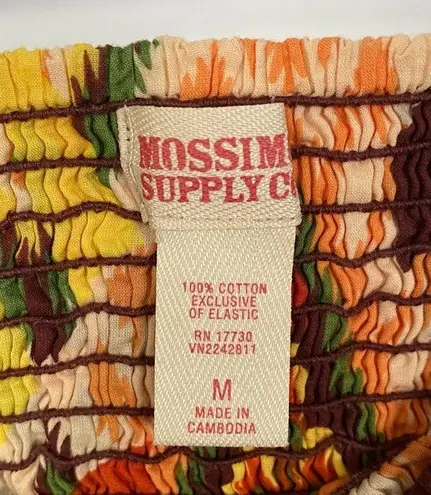 MOSSIM
SUPPLY C
100% COTTON
EXCLUSIVE
OF ELASTIC
RN 17730
VN2242811
M
MADE IN
CAMBODIA